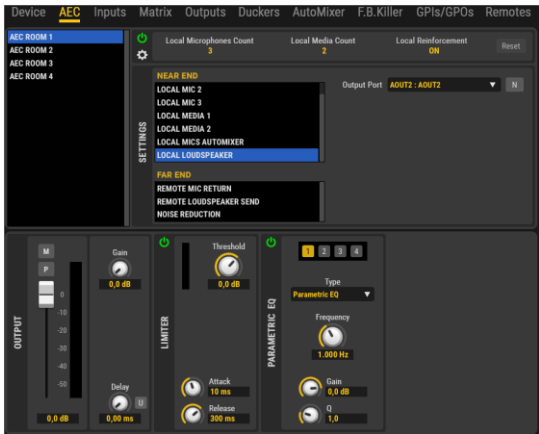 Device AEC Inputs Matrix Outputs Duckers AutoMixer F.B.Killer GPIs/GPOs Remotes
AEC ROOM 1
AEC ROOM 2
AEC ROOM 3
AEC ROOM 4
Local Microphones Count
3
Local Media Count
2
Local Reinforcement
ON
Reset
SETTINGS
NEAR END
LOCAL MIC 2
LOCAL MIC 3
LOCAL MEDIA 1
LOCAL MEDIA 2
LOCAL MICS AUTOMIXER
LOCAL LOUDSPEAKER
FAR END
REMOTE MIC RETURN
REMOTE LOUDSPEAKER SEND
NOISE REDUCTION
Output Port AOUT2 : AOUT2
N
OUTPUT
M
P
0
-10
-20
-30
-40
-50
0,0 dB
Gain
0,0 dB
Delay
U
0,00 ms
LIMITER
Threshold
0,0 dB
Attack
10 ms
Release
300 ms
PARAMETRIC EQ
1 2 3 4
Type
Parametric EQ
Frequency
1.000 Hz
Gain
0,0 dB
Q
1,0